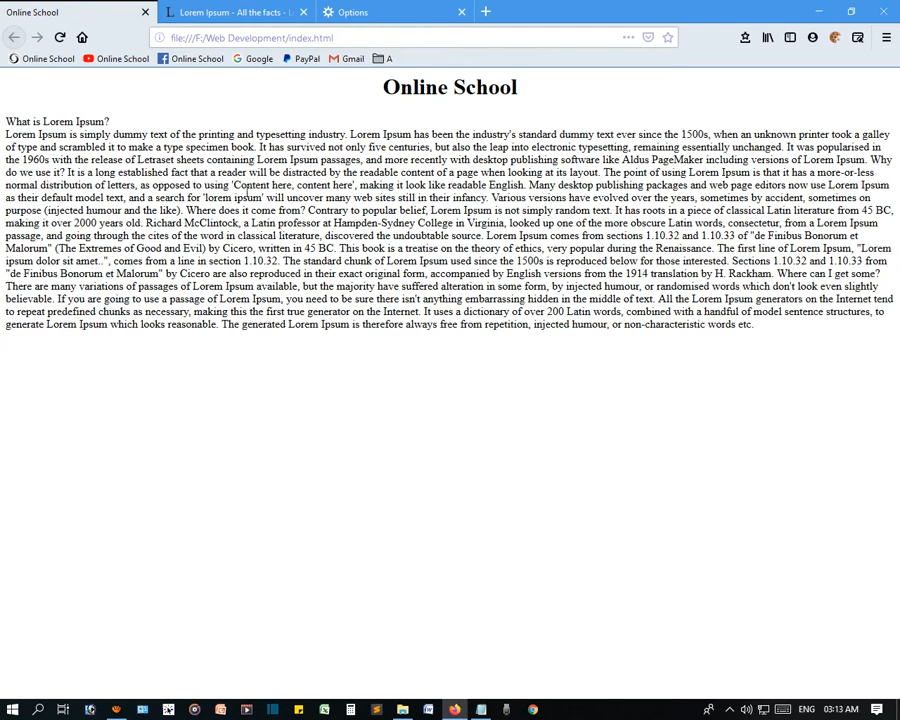 Online School
Lorem Ipsum - All the facts - L
Options
file:///F:/Web Development/index.html
Online School
Online School
Online School
Google
PayPal
Gmail
A
Online School
What is Lorem Ipsum?
Lorem Ipsum is simply dummy text of the printing and typesetting industry. Lorem Ipsum has been the industry's standard dummy text ever since the 1500s, when an unknown printer took a galley
of type and scrambled it to make a type specimen book. It has survived not only five centuries, but also the leap into electronic typesetting, remaining essentially unchanged. It was popularised in
the 1960s with the release of Letraset sheets containing Lorem Ipsum passages, and more recently with desktop publishing software like Aldus PageMaker including versions of Lorem Ipsum. Why
do we use it? It is a long established fact that a reader will be distracted by the readable content of a page when looking at its layout. The point of using Lorem Ipsum is that it has a more-or-less
normal distribution of letters, as opposed to using 'Content here, content here', making it look like readable English. Many desktop publishing packages and web page editors now use Lorem Ipsum
as their default model text, and a search for 'lorem ipsum' will uncover many web sites still in their infancy. Various versions have evolved over the years, sometimes by accident, sometimes on
purpose (injected humour and the like). Where does it come from? Contrary to popular belief, Lorem Ipsum is not simply random text. It has roots in a piece of classical Latin literature from 45 BC,
making it over 2000 years old. Richard McClintock, a Latin professor at Hampden-Sydney College in Virginia, looked up one of the more obscure Latin words, consectetur, from a Lorem Ipsum
passage, and going through the cites of the word in classical literature, discovered the undoubtable source. Lorem Ipsum comes from sections 1.10.32 and 1.10.33 of "de Finibus Bonorum et
Malorum" (The Extremes of Good and Evil) by Cicero, written in 45 BC. This book is a treatise on the theory of ethics, very popular during the Renaissance. The first line of Lorem Ipsum, "Lorem
ipsum dolor sit amet..", comes from a line in section 1.10.32. The standard chunk of Lorem Ipsum used since the 1500s is reproduced below for those interested. Sections 1.10.32 and 1.10.33 from
"de Finibus Bonorum et Malorum" by Cicero are also reproduced in their exact original form, accompanied by English versions from the 1914 translation by H. Rackham. Where can I get some?
There are many variations of passages of Lorem Ipsum available, but the majority have suffered alteration in some form, by injected humour, or randomised words which don't look even slightly
believable. If you are going to use a passage of Lorem Ipsum, you need to be sure there isn't anything embarrassing hidden in the middle of text. All the Lorem Ipsum generators on the Internet tend
to repeat predefined chunks as necessary, making this the first true generator on the Internet. It uses a dictionary of over 200 Latin words, combined with a handful of model sentence structures, to
generate Lorem Ipsum which looks reasonable. The generated Lorem Ipsum is therefore always free from repetition, injected humour, or non-characteristic words etc.
ENG
03:13 AM